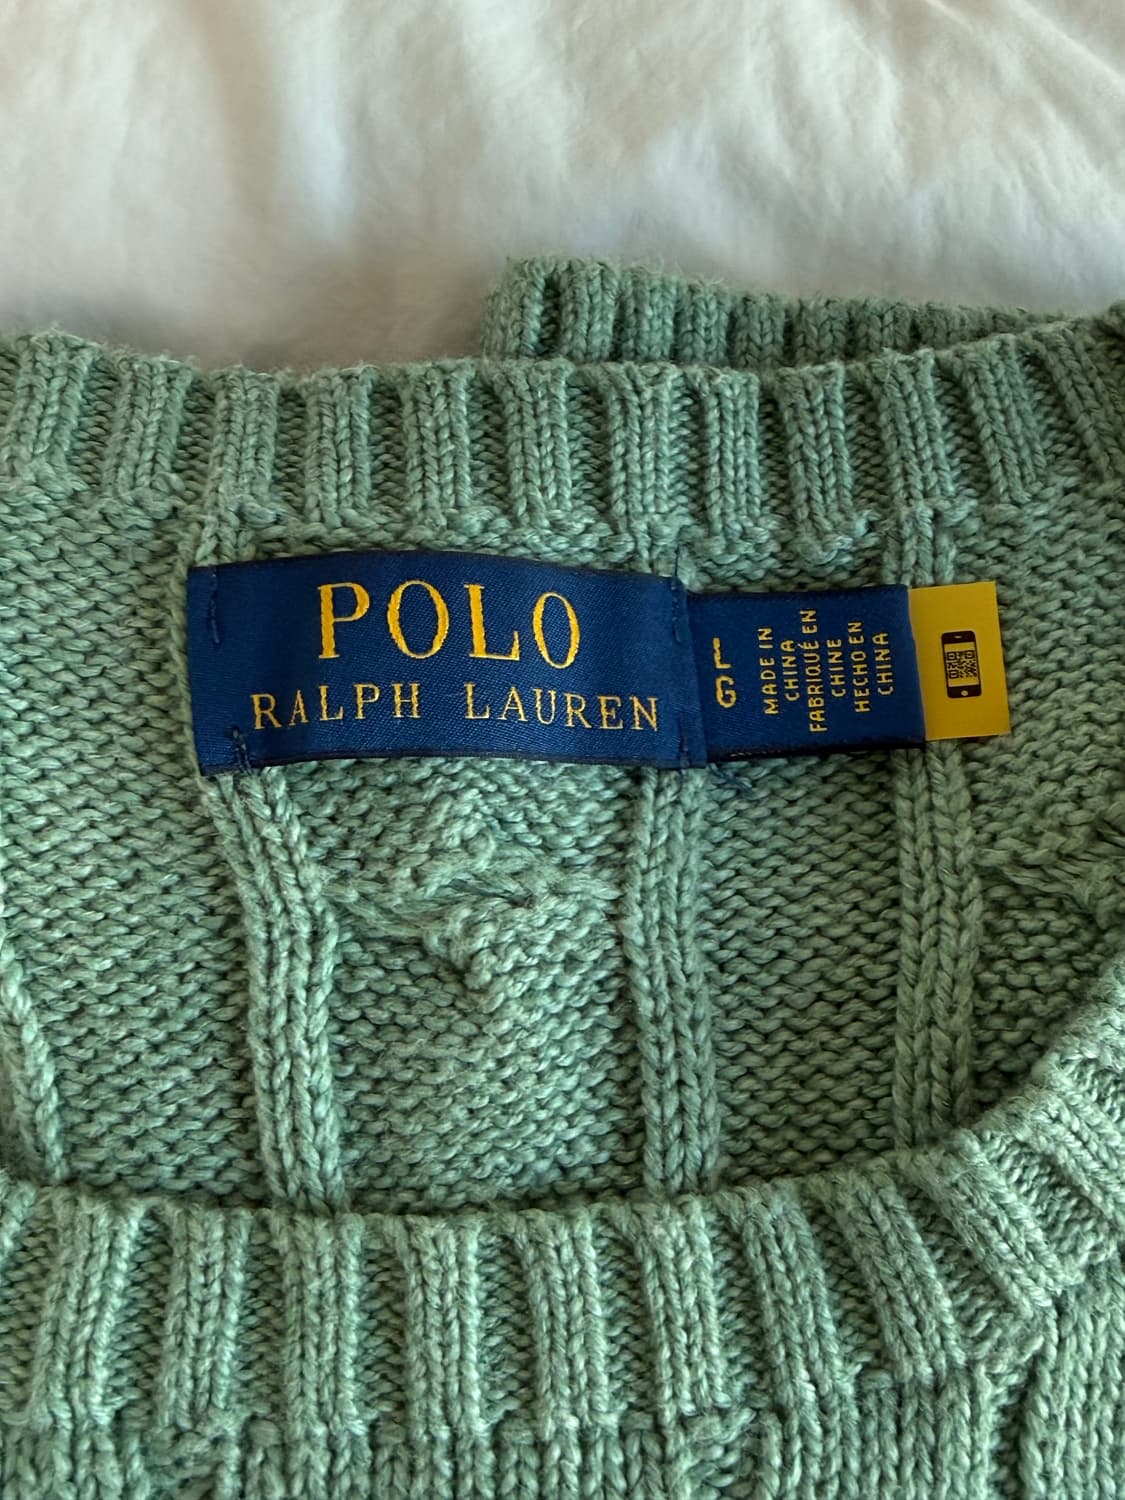 POLO
RALPH LAUREN
L
G
MADE IN
CHINA
FABRIQUÉ EN
CHINE
HECHO EN
CHINA